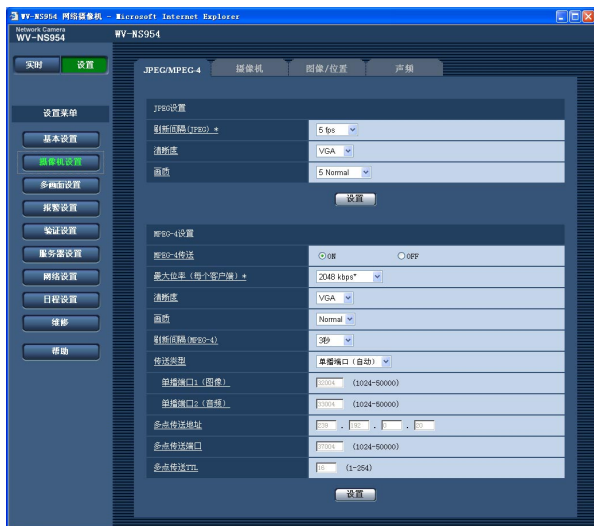 WV-NS954 网络摄像机 - Microsoft Internet Explorer
Network Camera
WV-NS954
WV-NS954
实时 设置
JPEG/MPEG-4 摄像机 图像/位置 声频
设置菜单
基本设置
摄像机设置
多画面设置
报警设置
验证设置
服务器设置
网络设置
日程设置
维修
帮助
JPEG设置
刷新间隔(JPEG) * 5 fps
清晰度 VGA
画质 5 Normal
设置
MPEG-4设置
MPEG-4传送 ON OFF
最大位率（每个客户端）* 2048 kbps*
清晰度 VGA
画质 Normal
刷新间隔(MPEG-4) 3秒
传送类型 单播端口（自动）
单播端口1（图像） 32004 (1024-50000)
单播端口2（音频） 33004 (1024-50000)
多点传送地址 239 . 192 . 0 . 20
多点传送端口 37004 (1024-50000)
多点传送TTL 16 (1-254)
设置